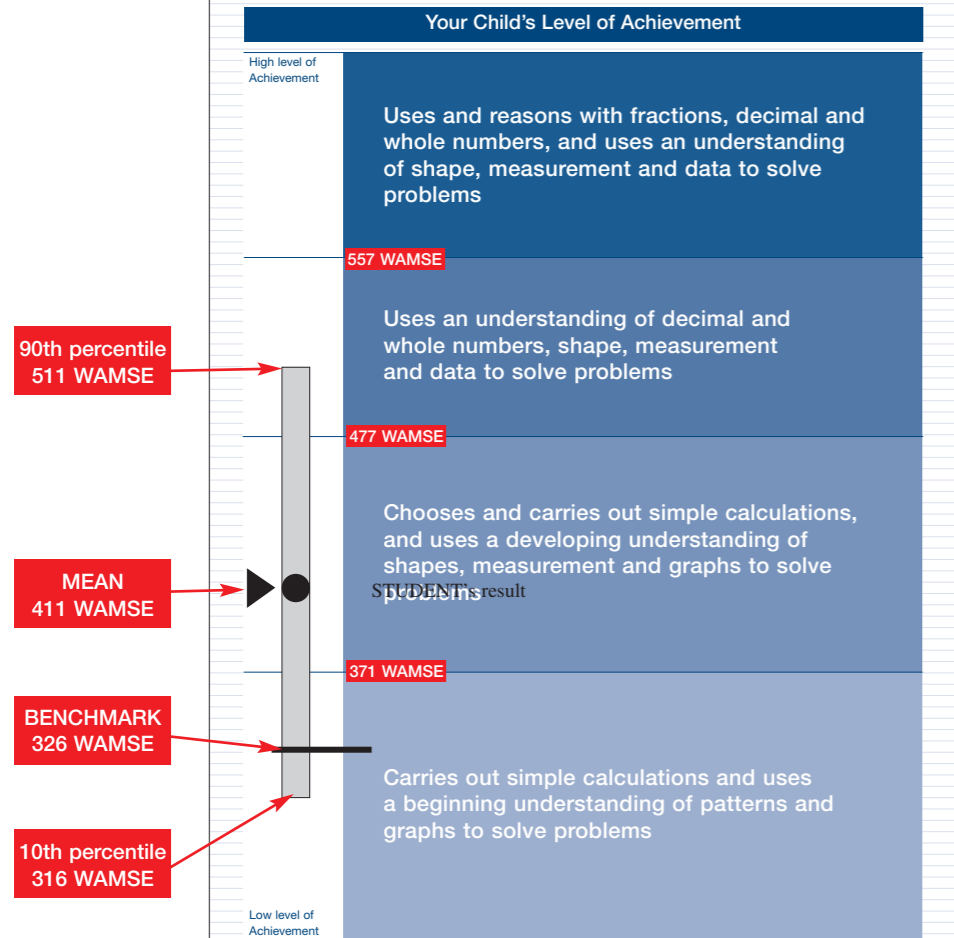 Your Child's Level of Achievement
High level of
Achievement
Uses and reasons with fractions, decimal and
whole numbers, and uses an understanding
of shape, measurement and data to solve
problems
557 WAMSE
Uses an understanding of decimal and
whole numbers, shape, measurement
and data to solve problems
90th percentile
511 WAMSE
477 WAMSE
Chooses and carries out simple calculations,
and uses a developing understanding of
shapes, measurement and graphs to solve
problems
STUDENT's result
MEAN
411 WAMSE
371 WAMSE
BENCHMARK
326 WAMSE
Carries out simple calculations and uses
a beginning understanding of patterns and
graphs to solve problems
10th percentile
316 WAMSE
Low level of
Achievement